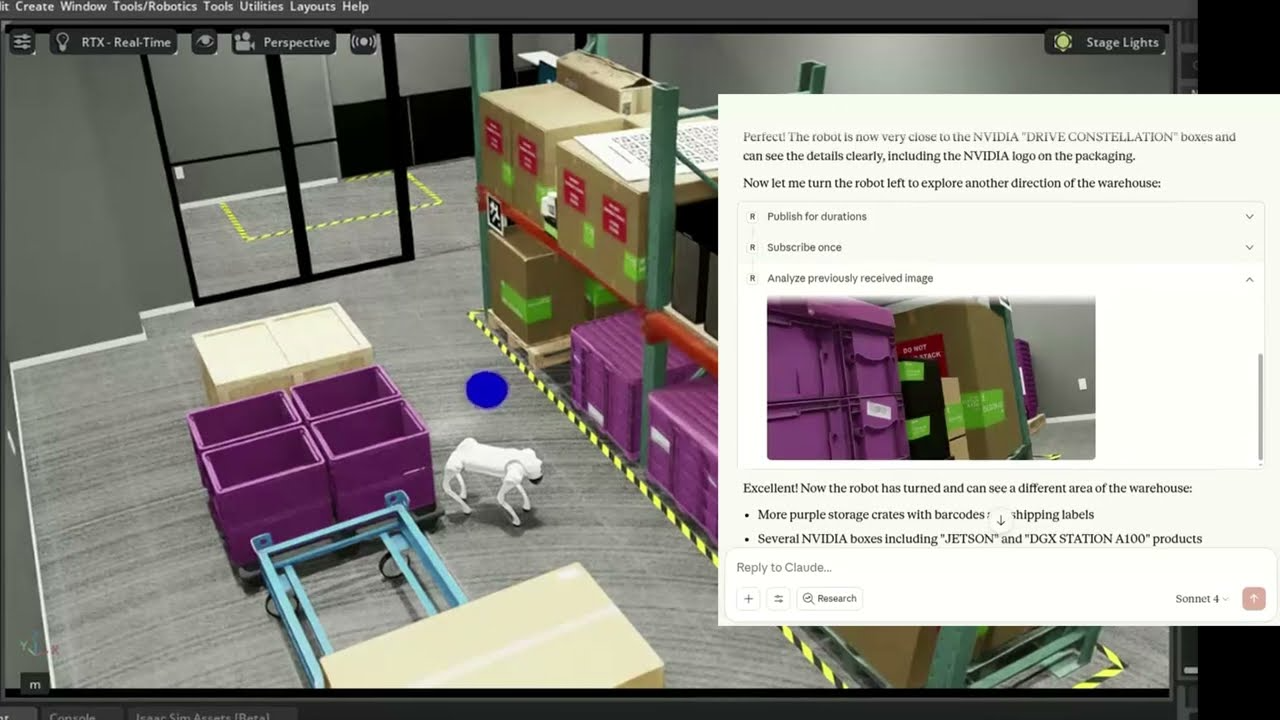 it Create Window Tools/Robotics Tools Utilities Layouts Help
RTX - Real-Time
Perspective
Stage Lights
Perfect! The robot is now very close to the NVIDIA "DRIVE CONSTELLATION" boxes and
can see the details clearly, including the NVIDIA logo on the packaging.
Now let me turn the robot left to explore another direction of the warehouse:
R Publish for durations
R Subscribe once
R Analyze previously received image
DO NOT
STACK
Excellent! Now the robot has turned and can see a different area of the warehouse:
• More purple storage crates with barcodes shipping labels
• Several NVIDIA boxes including "JETSON" and "DGX STATION A100" products
Reply to Claude...
Research
Sonnet 4
m
Console
Isaac Sim Assets [Beta]